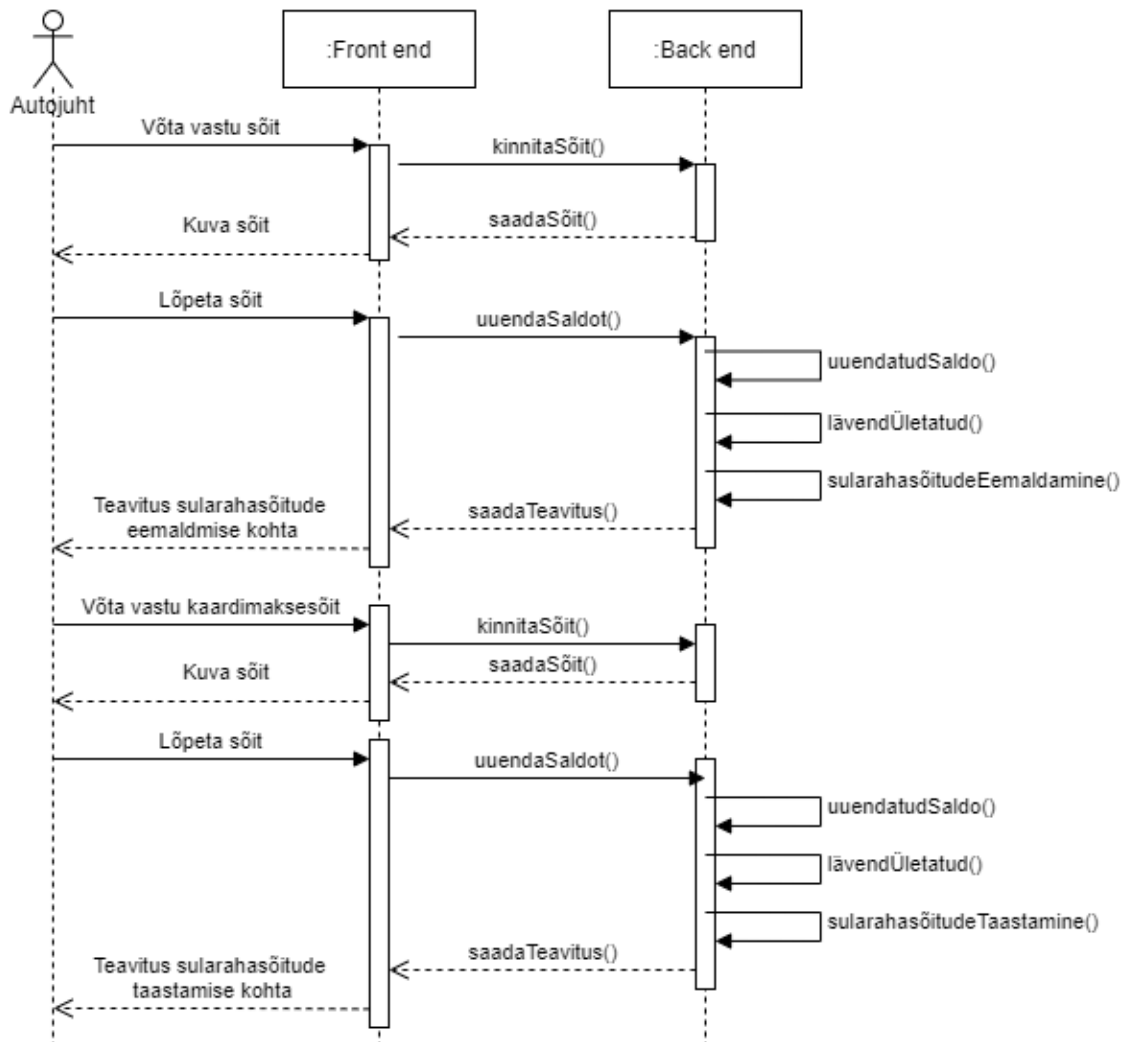 :Front end
:Back end
Autojuht
Võta vastu sõit
kinnitaSõit()
saadaSõit()
Kuva sõit
Lõpeta sõit
uuendaSaldot()
uuendatudSaldo()
lävendÜletatud()
sularahasõitudeEemaldamine()
saadaTeavitus()
Teavitus sularahasõitude
eemaldmise kohta
Võta vastu kaardimaksesõit
kinnitaSõit()
saadaSõit()
Kuva sõit
Lõpeta sõit
uuendaSaldot()
uuendatudSaldo()
lävendÜletatud()
sularahasõitudeTaastamine()
saadaTeavitus()
Teavitus sularahasõitude
taastamise kohta